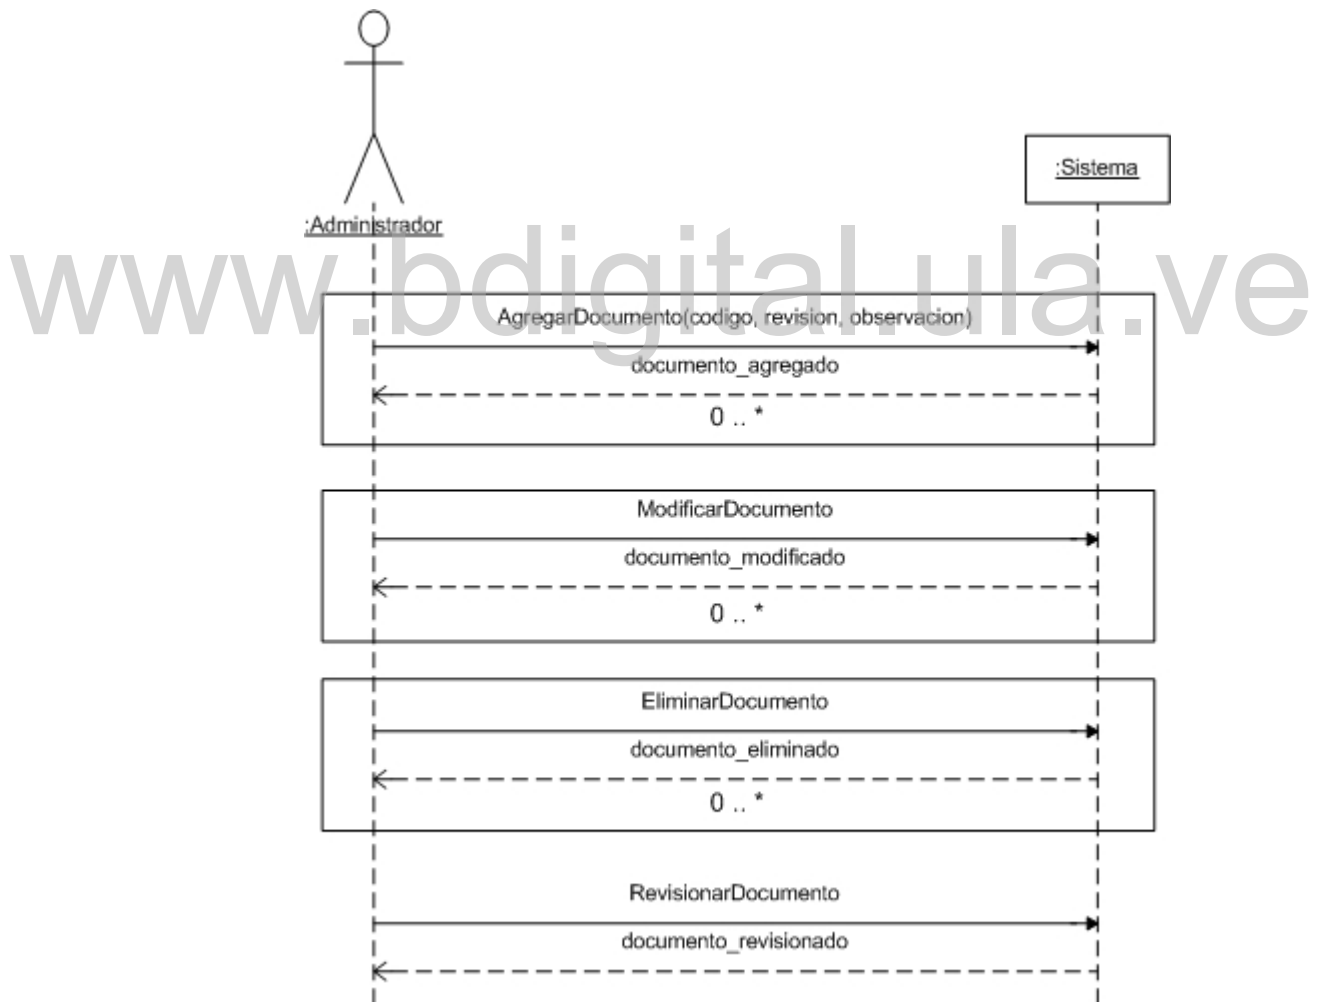 :Sistema
:Administrador
www.bdigital.ula.ve
AgregarDocumento(codigo, revision, observacion)
documento_agregado
0 .. *
ModificarDocumento
documento_modificado
0 .. *
EliminarDocumento
documento_eliminado
0 .. *
RevisionarDocumento
documento_revisionado